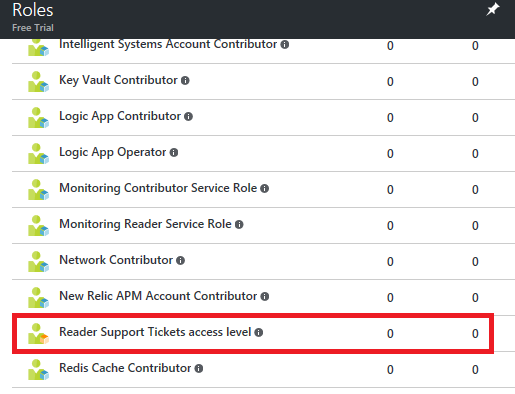 Roles
Free Trial
Intelligent Systems Account Contributor 0 0
Key Vault Contributor 0 0
Logic App Contributor 0 0
Logic App Operator 0 0
Monitoring Contributor Service Role 0 0
Monitoring Reader Service Role 0 0
Network Contributor 0 0
New Relic APM Account Contributor 0 0
Reader Support Tickets access level 0 0
Redis Cache Contributor 0 0